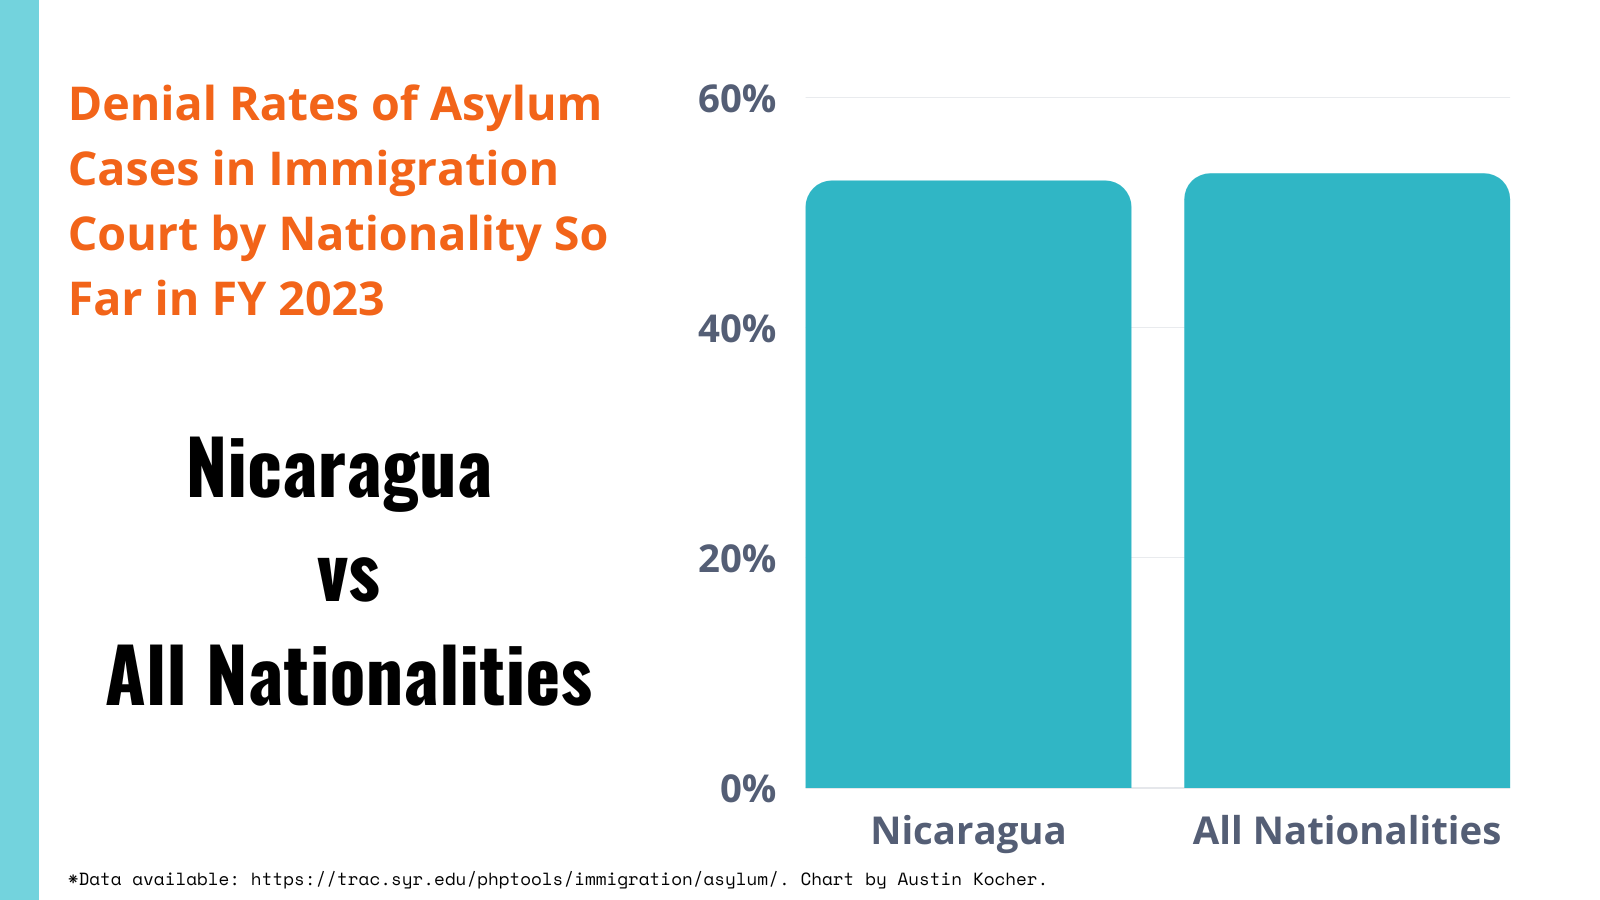 Denial Rates of Asylum
Cases in Immigration
Court by Nationality So
Far in FY 2023
Nicaragua
vs
All Nationalities
60%
40%
20%
0%
Nicaragua
All Nationalities
*Data available: https://trac.syr.edu/phptools/immigration/asylum/. Chart by Austin Kocher.